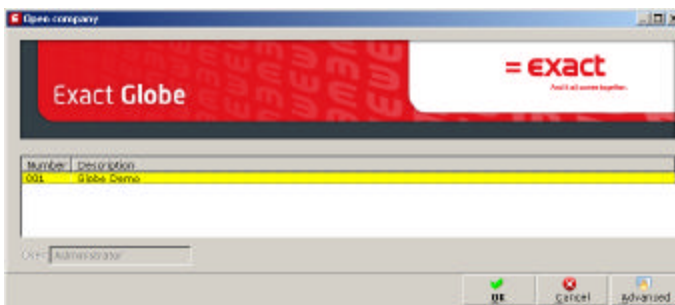 Open company
= exact
And it all comes together.
Exact Globe
Number Description
001 Globe Demo
User Administrator
OK Cancel Advanced